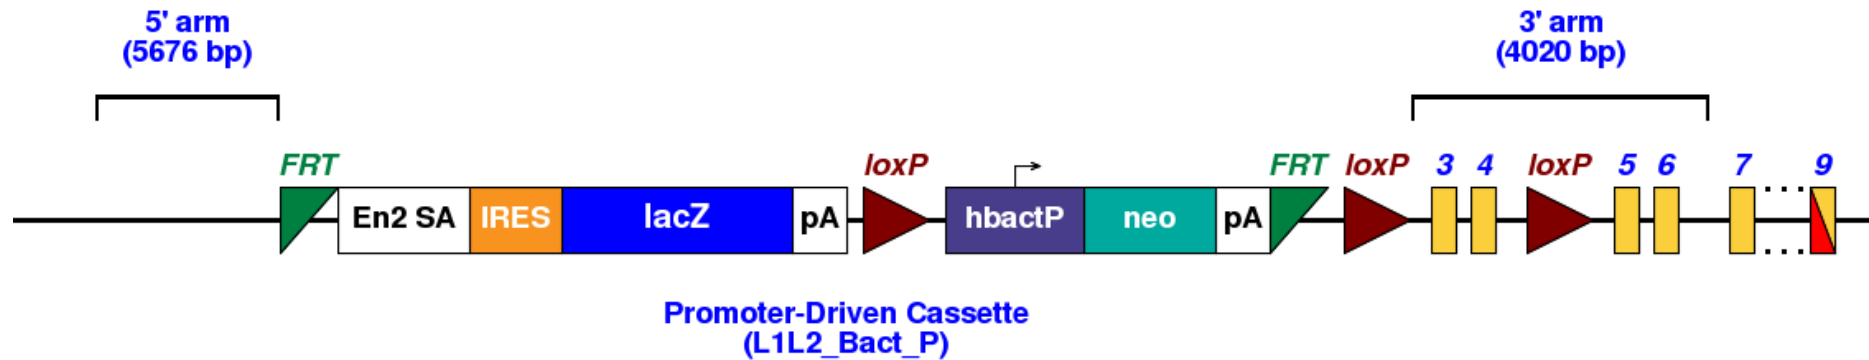 5' arm
(5676 bp)
3' arm
(4020 bp)
FRT
loxP
FRT
loxP
3
4
loxP
5
6
7
9
En2 SA
IRES
lacZ
pA
hbactP
neo
pA
Promoter-Driven Cassette
(L1L2_Bact_P)